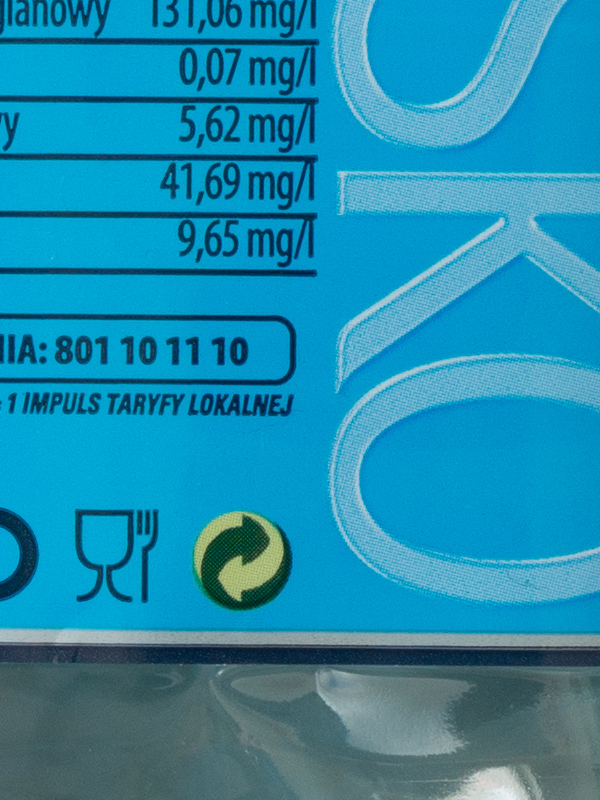 131,06 mg/l
0,07 mg/l
5,62 mg/l
41,69 mg/l
9,65 mg/l
801 10 11 10
1 IMPULS TARYFY LOKALNEJ
SKO